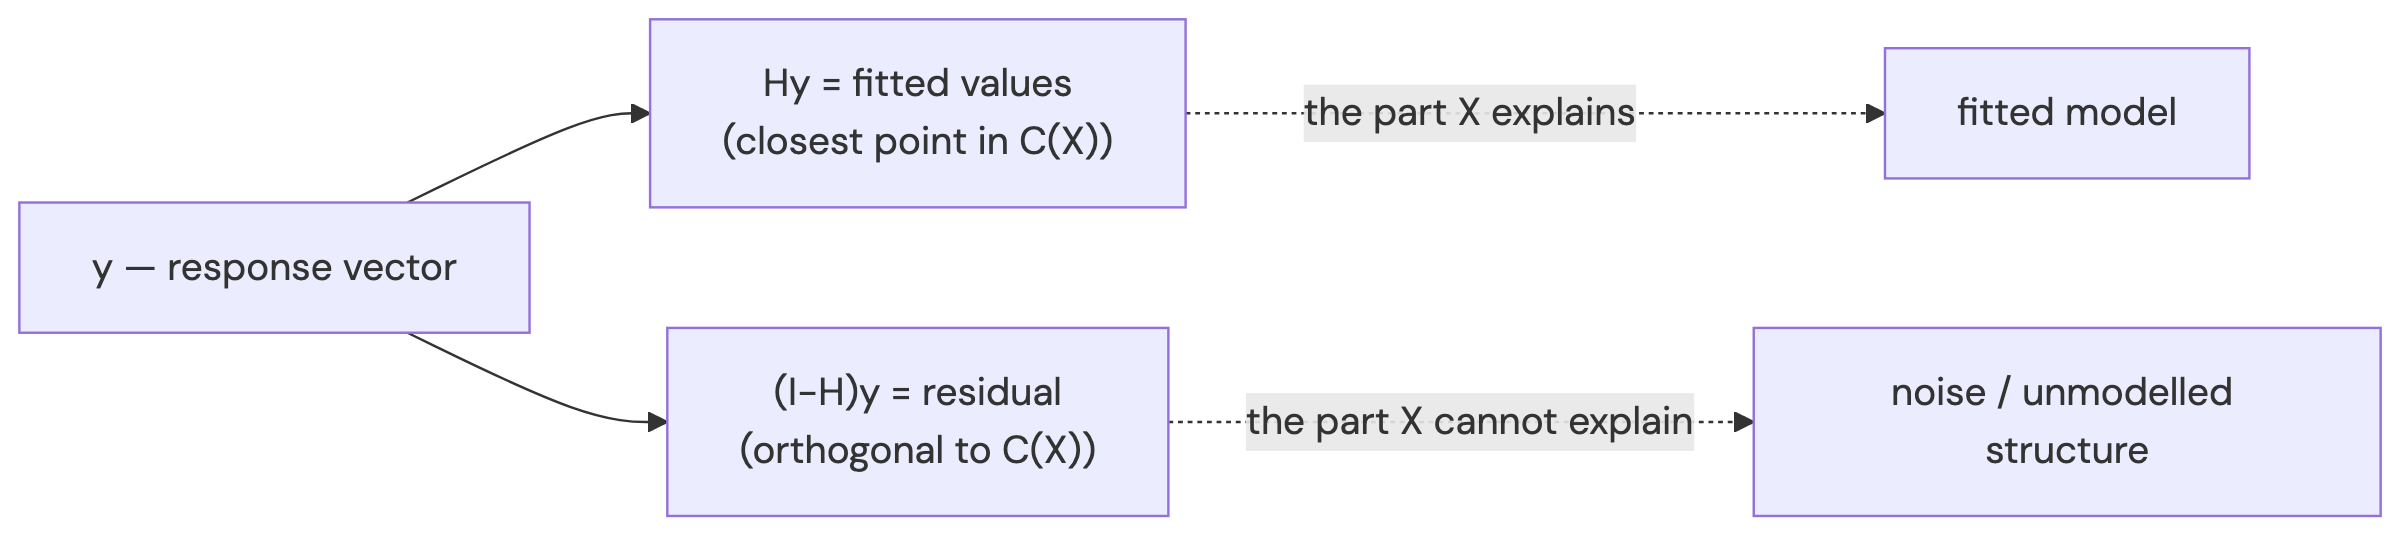 y — response vector
Hy = fitted values
(closest point in C(X))
the part X explains
fitted model
(I-H)y = residual
(orthogonal to C(X))
the part X cannot explain
noise / unmodelled
structure